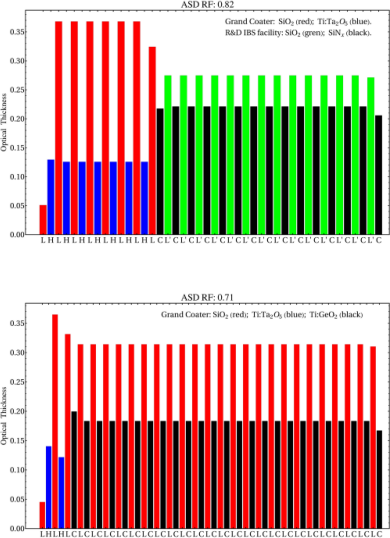 ASD RF: 0.82
Grand Coater: SiO₂ (red); Ti:Ta₂O₅ (blue).
R&D IBS facility: SiO₂ (gren); SiNₓ (black).
0.35
0.30
0.25
0.20
0.15
0.10
0.05
0.00
Optical Thickness
L H L H L H L H L H L H L H L C L' C L' C L' C L' C L' C L' C L' C L' C L' C L' C L' C L' C L' C L' C
ASD RF: 0.71
Grand Coater: SiO₂ (red); Ti:Ta₂O₅ (blue); Ti:GeO₂ (black)
0.35
0.30
0.25
0.20
0.15
0.10
0.05
0.00
Optical Thickness
LHLHLCLCLCLCLCLCLCLCLCLCLCLCLCLCLCLCLCLCLCLCLCLCLCLCLC